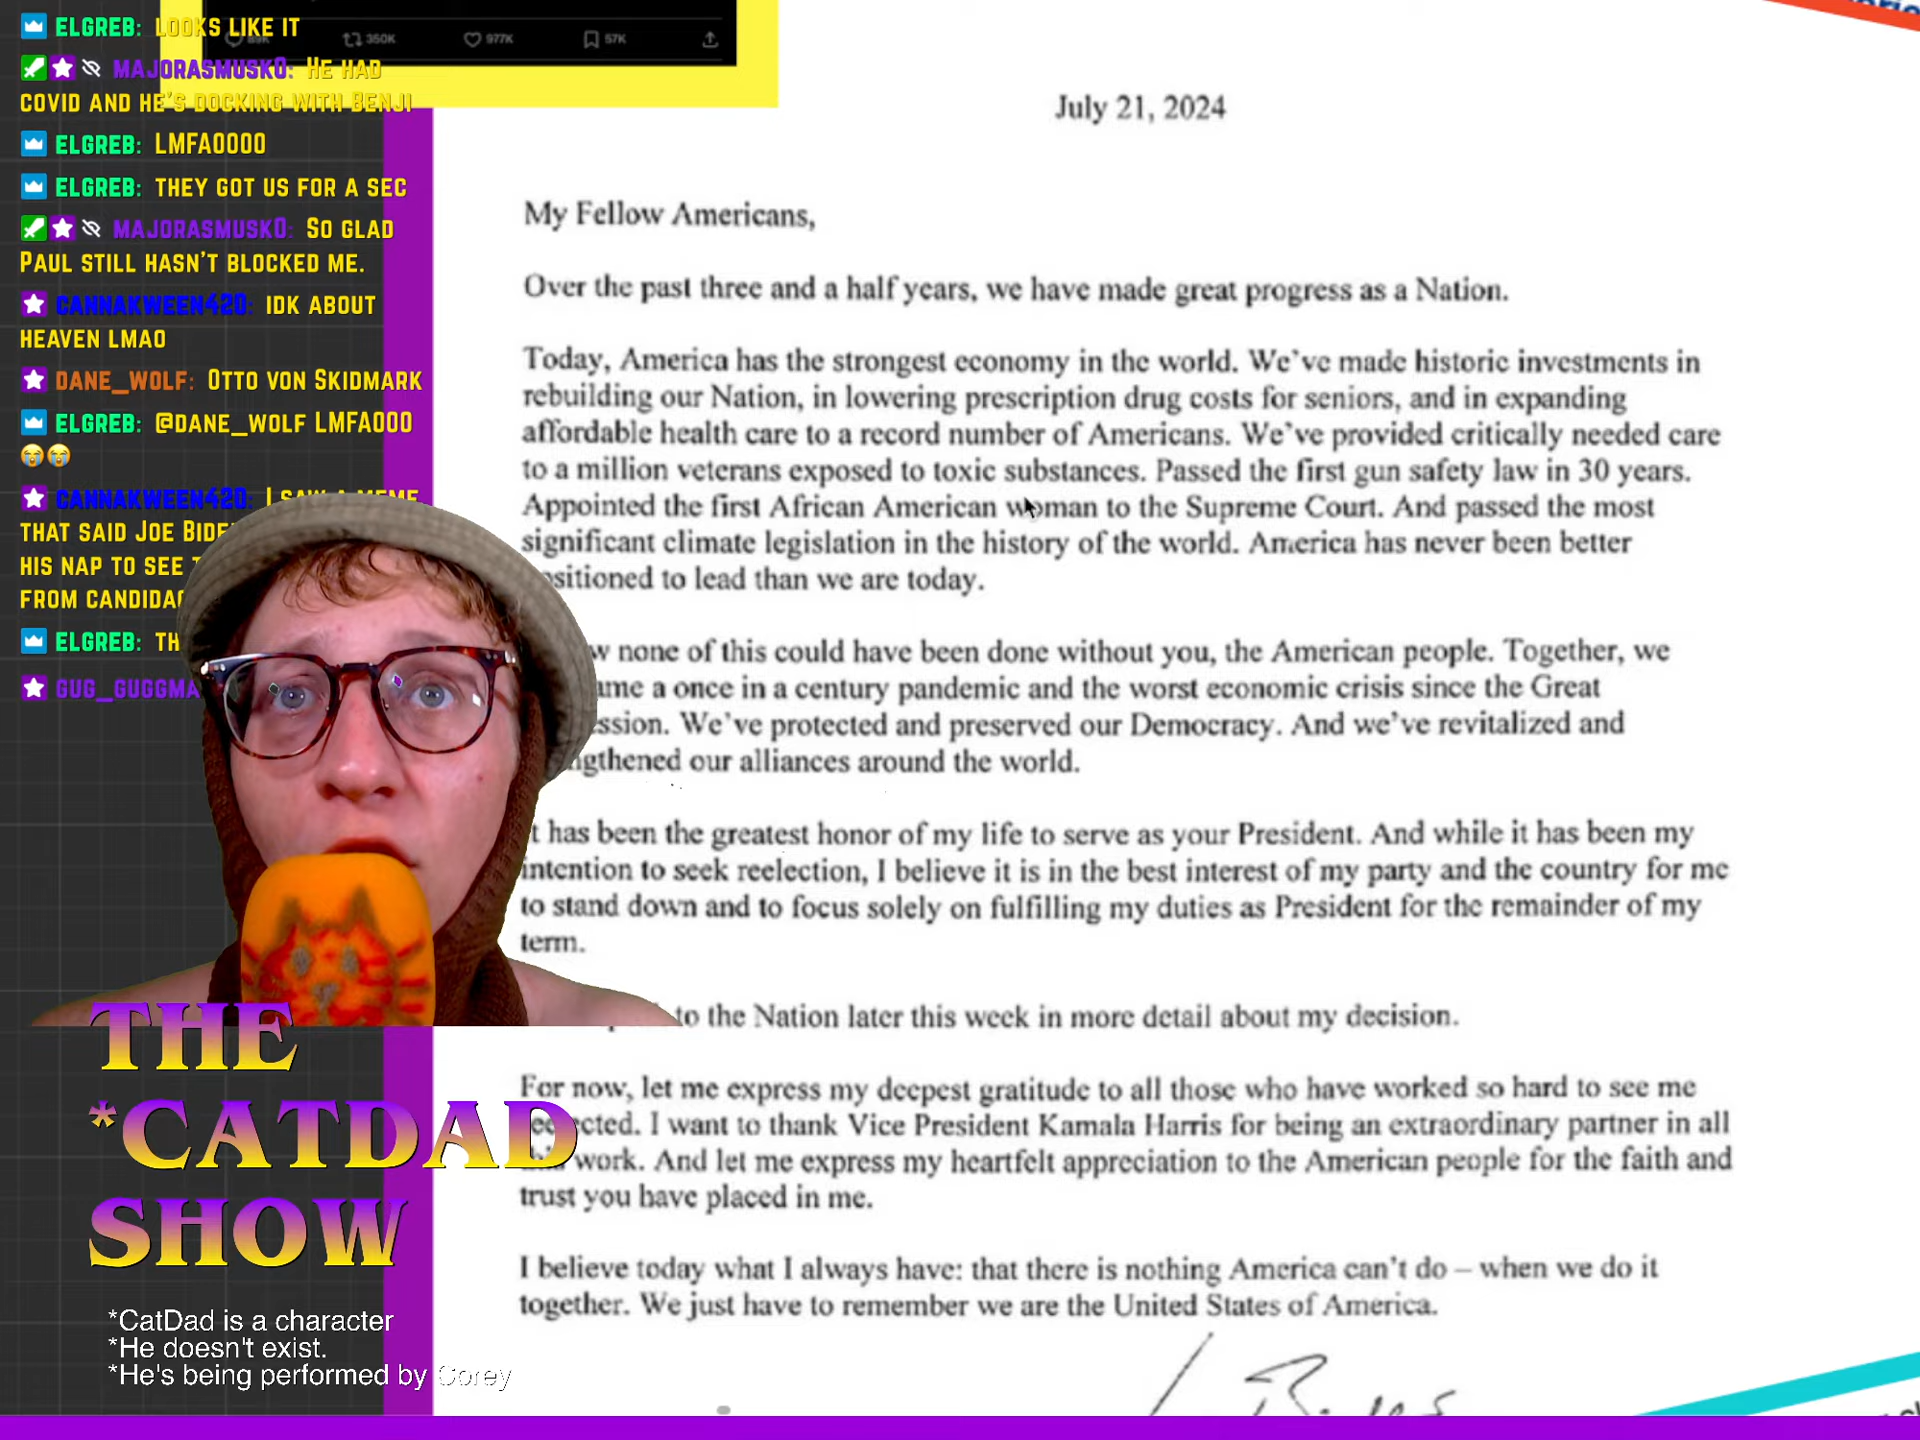 ELGREB: LOOKS LIKE IT
MAJORASMUSK0: HE HAD
COVID AND HE'S DOCKING WITH BENJI
ELGREB: LMFAOOOO
ELGREB: THEY GOT US FOR A SEC
MAJORASMUSK0: SO GLAD
PAUL STILL HASN'T BLOCKED ME.
CANNAKWEEN420: IDK ABOUT
HEAVEN LMAO
DANE_WOLF: OTTO VON SKIDMARK
ELGREB: @DANE_WOLF LMFAOOO
😭😭
CANNAKWEEN420: I SAW A MEME
THAT SAID JOE
HIS NAP TO SEE
FROM
ELGREB:
350K 977K 57K
July 21, 2024
My Fellow Americans,
Over the past three and a half years, we have made great progress as a Nation.
Today, America has the strongest economy in the world. We've made historic investments in
rebuilding our Nation, in lowering prescription drug costs for seniors, and in expanding
affordable health care to a record number of Americans. We've provided critically needed care
to a million veterans exposed to toxic substances. Passed the first gun safety law in 30 years.
Appointed the first African American woman to the Supreme Court. And passed the most
significant climate legislation in the history of the world. America has never been better
sitioned to lead than we are today.
w none of this could have been done without you, the American people. Together, we
ame a once in a century pandemic and the worst economic crisis since the Great
ssion. We've protected and preserved our Democracy. And we've revitalized and
ngthened our alliances around the world.
t has been the greatest honor of my life to serve as your President. And while it has been my
intention to seek reelection, I believe it is in the best interest of my party and the country for me
to stand down and to focus solely on fulfilling my duties as President for the remainder of my
term.
to the Nation later this week in more detail about my decision.
For now, let me express my deepest gratitude to all those who have worked so hard to see me
cted. I want to thank Vice President Kamala Harris for being an extraordinary partner in all
work. And let me express my heartfelt appreciation to the American people for the faith and
trust you have placed in me.
I believe today what I always have: that there is nothing America can't do – when we do it
together. We just have to remember we are the United States of America.
THE
*CATDAD
SHOW
*CatDad is a character
*He doesn't exist.
*He's being performed by Corey